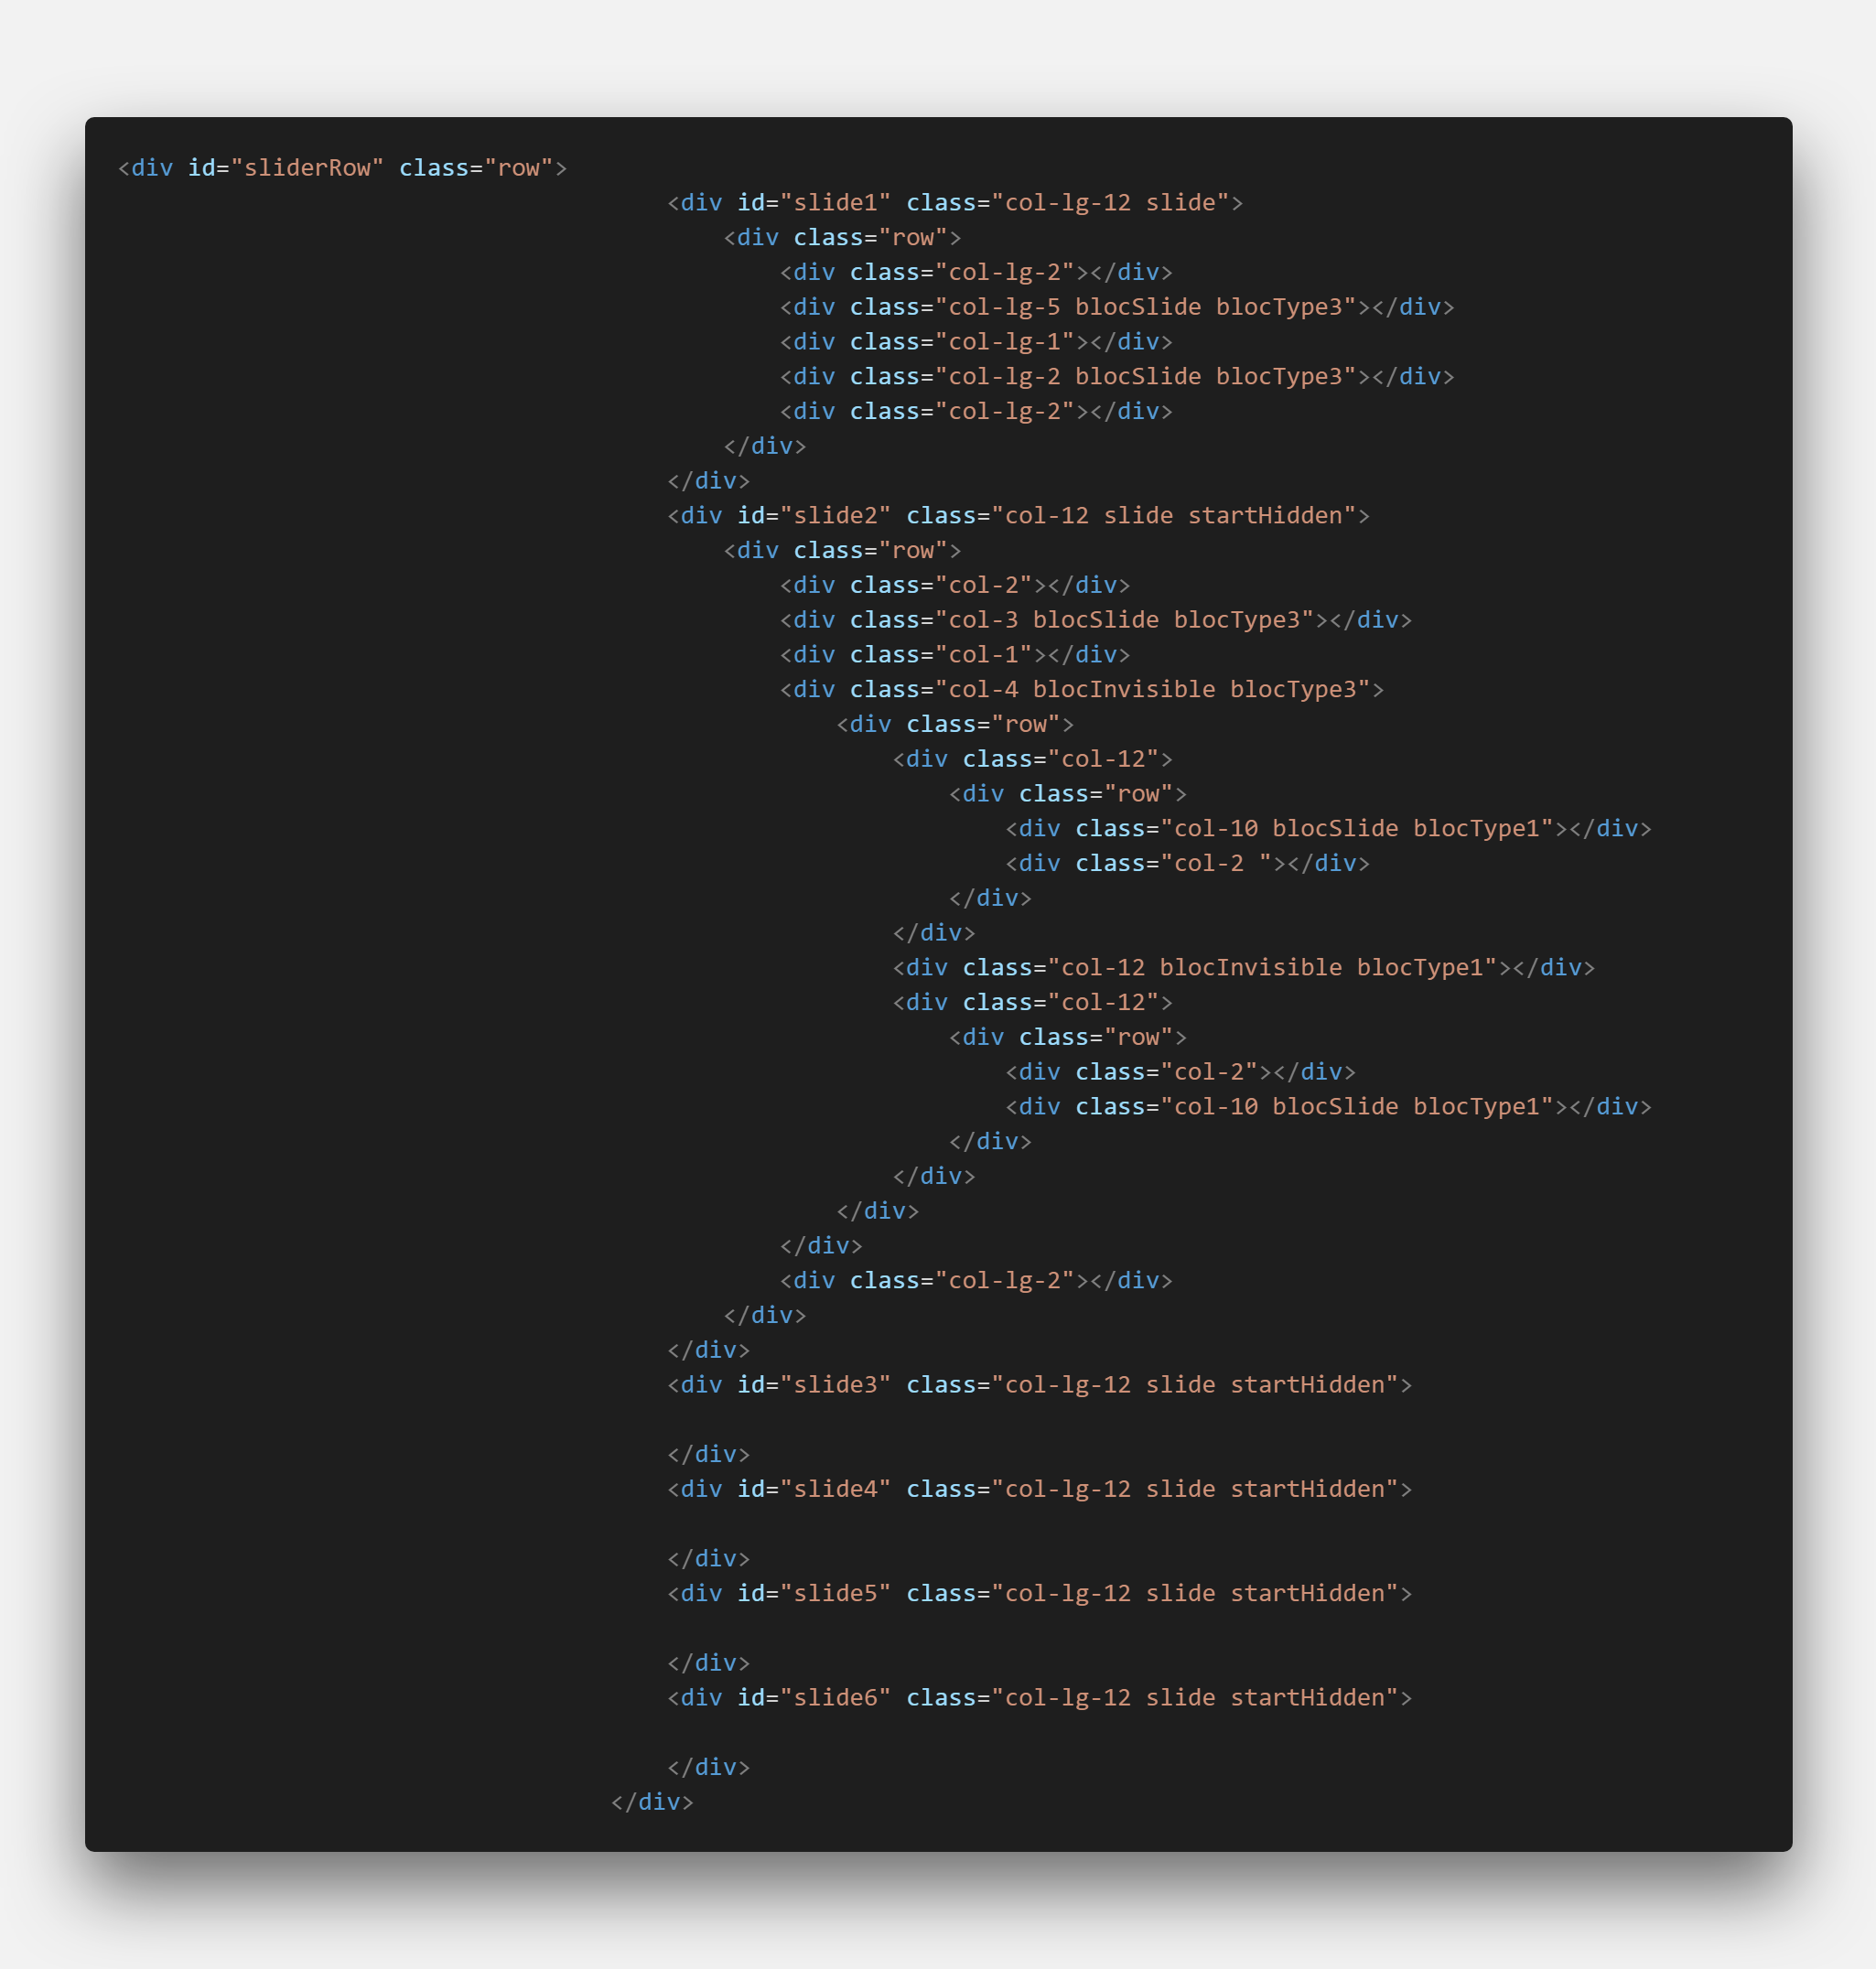 <div id="sliderRow" class="row">
                                       <div id="slide1" class="col-lg-12 slide">
                                           <div class="row">
                                               <div class="col-lg-2"></div>
                                               <div class="col-lg-5 blocSlide blocType3"></div>
                                               <div class="col-lg-1"></div>
                                               <div class="col-lg-2 blocSlide blocType3"></div>
                                               <div class="col-lg-2"></div>
                                           </div>
                                       </div>
                                       <div id="slide2" class="col-12 slide startHidden">
                                           <div class="row">
                                               <div class="col-2"></div>
                                               <div class="col-3 blocSlide blocType3"></div>
                                               <div class="col-1"></div>
                                               <div class="col-4 blocInvisible blocType3">
                                                   <div class="row">
                                                       <div class="col-12">
                                                           <div class="row">
                                                               <div class="col-10 blocSlide blocType1"></div>
                                                               <div class="col-2 "></div>
                                                           </div>
                                                       </div>
                                                       <div class="col-12 blocInvisible blocType1"></div>
                                                       <div class="col-12">
                                                           <div class="row">
                                                               <div class="col-2"></div>
                                                               <div class="col-10 blocSlide blocType1"></div>
                                                           </div>
                                                       </div>
                                                   </div>
                                               </div>
                                               <div class="col-lg-2"></div>
                                           </div>
                                       </div>
                                       <div id="slide3" class="col-lg-12 slide startHidden">

                                       </div>
                                       <div id="slide4" class="col-lg-12 slide startHidden">

                                       </div>
                                       <div id="slide5" class="col-lg-12 slide startHidden">

                                       </div>
                                       <div id="slide6" class="col-lg-12 slide startHidden">

                                       </div>
                                   </div>